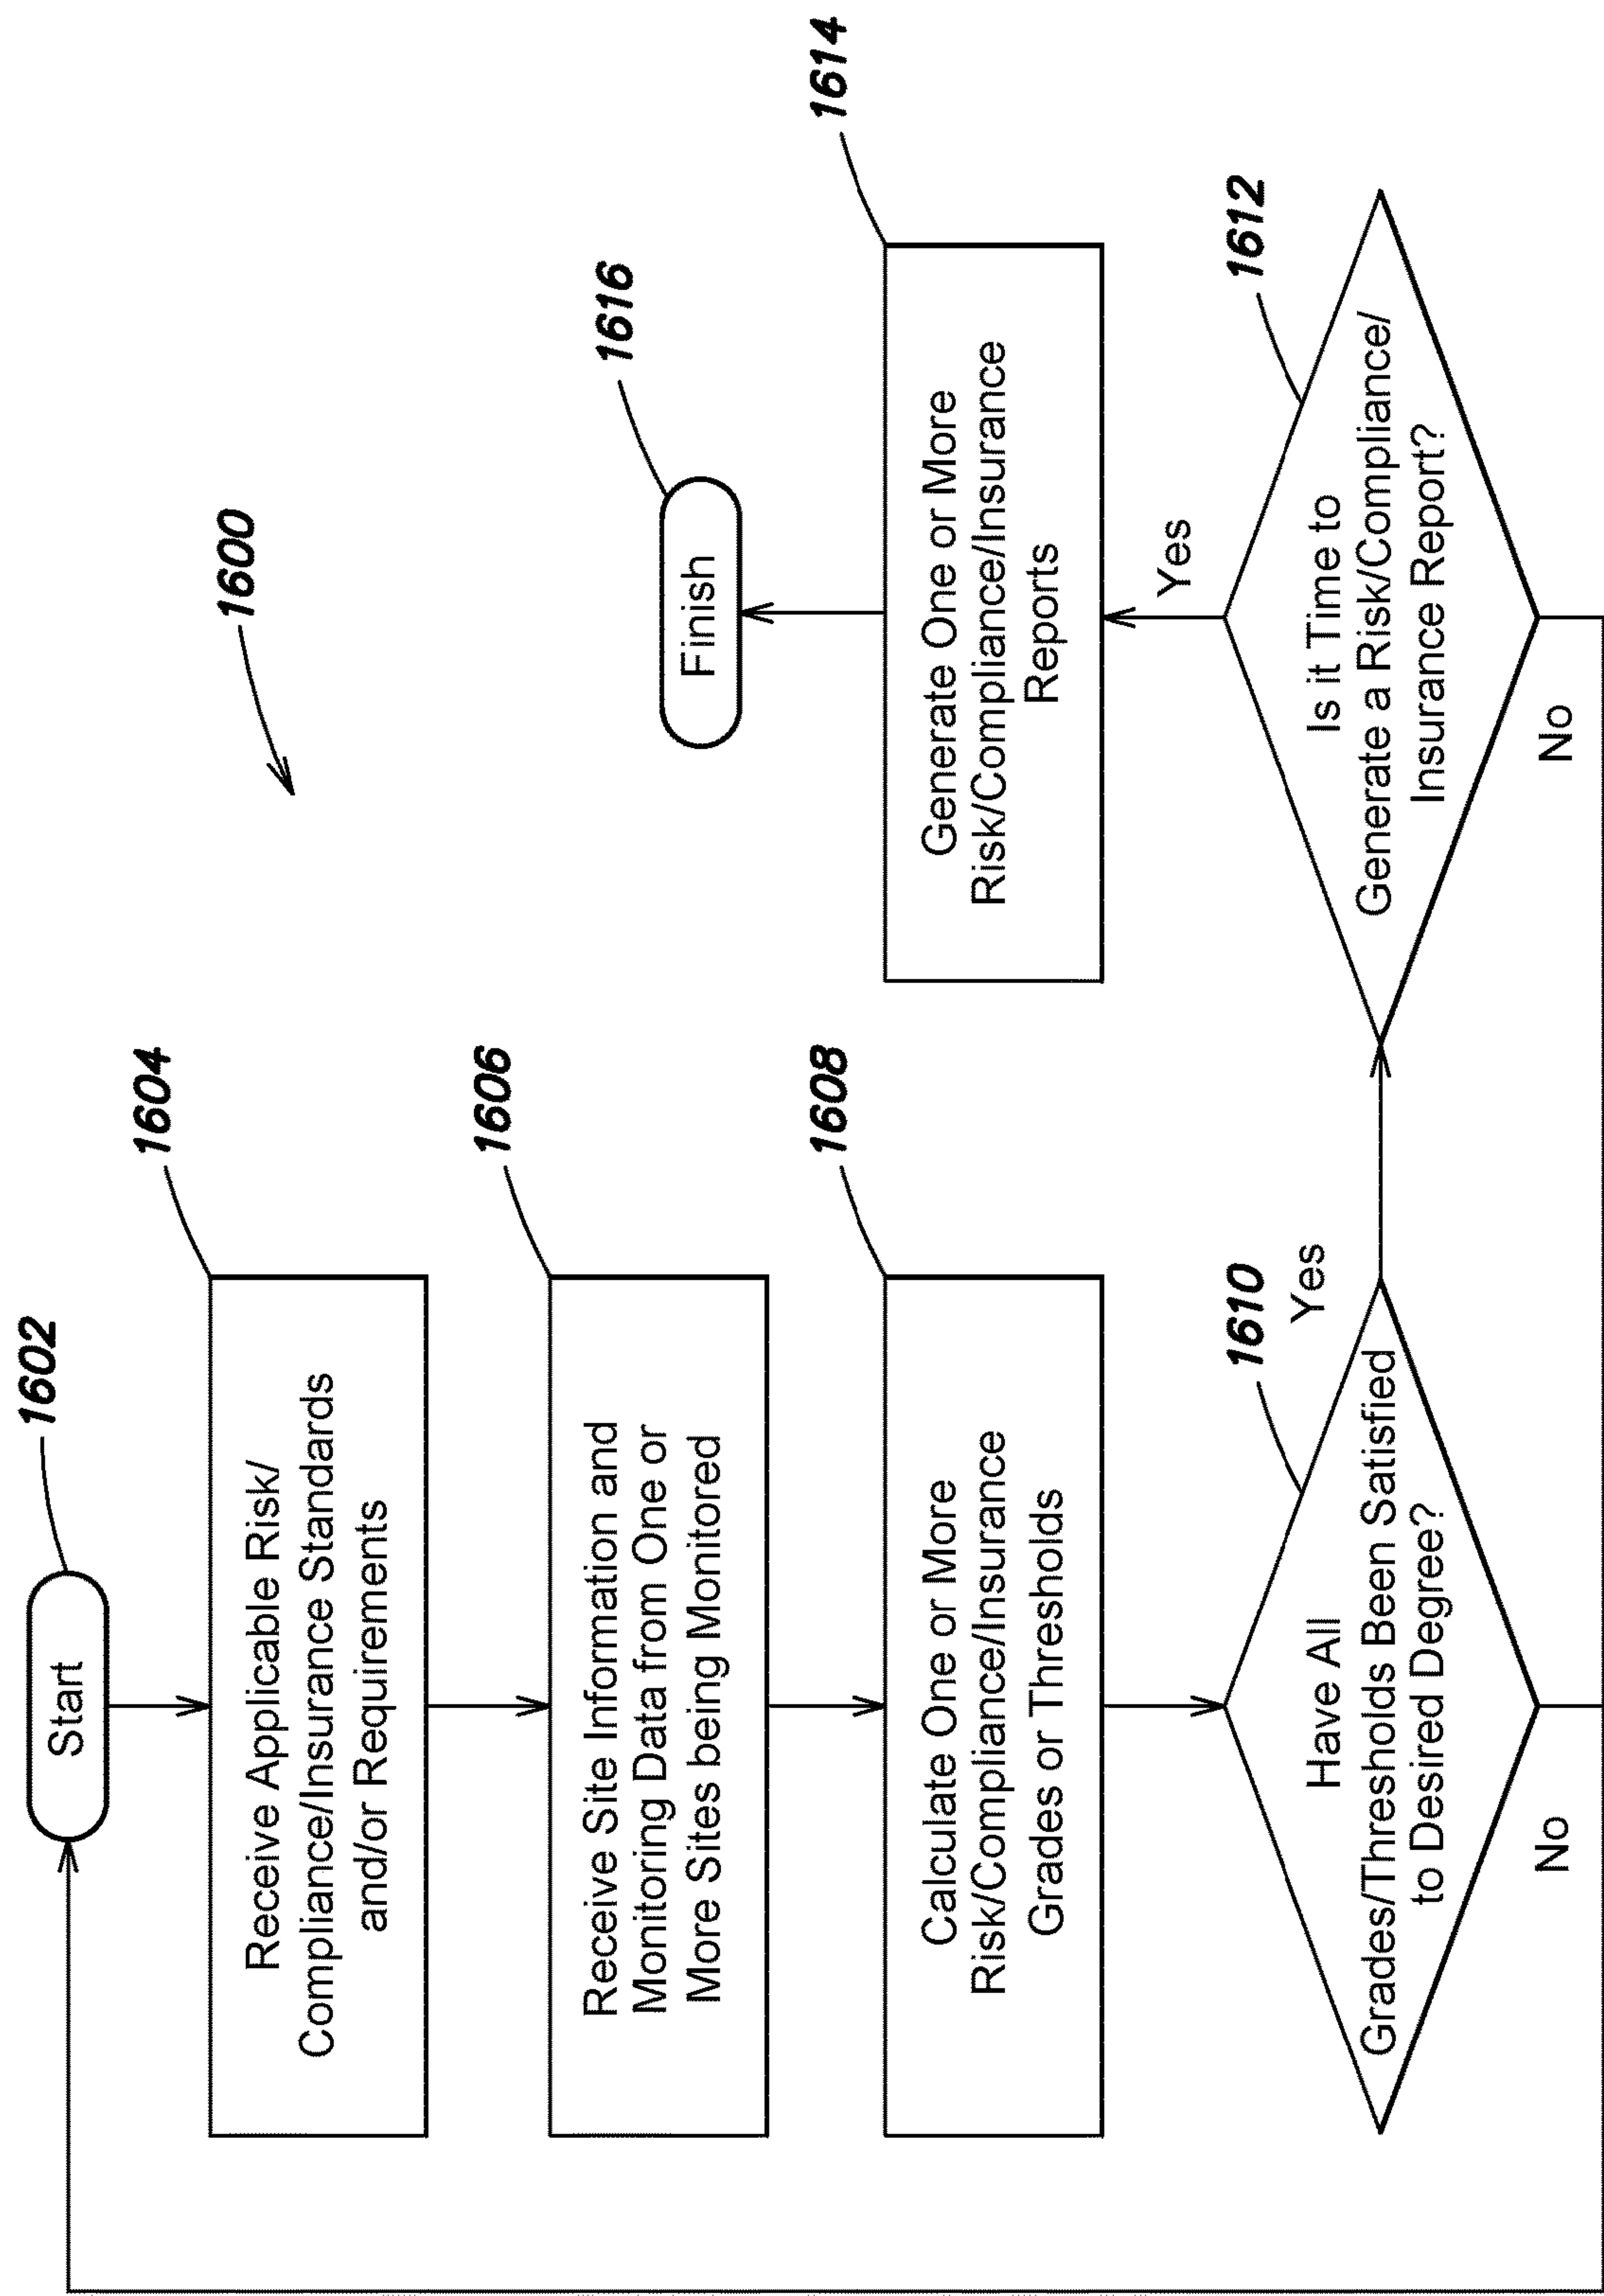 1600
1602
Start
1604
Receive Applicable Risk/
Compliance/Insurance Standards
and/or Requirements
1606
Receive Site Information and
Monitoring Data from One or
More Sites being Monitored
1608
Calculate One or More
Risk/Compliance/Insurance
Grades or Thresholds
1610
Have All
Grades/Thresholds Been Satisfied
to Desired Degree?
Yes
No
1612
Is it Time to
Generate a Risk/Compliance/
Insurance Report?
Yes
No
1614
Generate One or More
Risk/Compliance/Insurance
Reports
1616
Finish